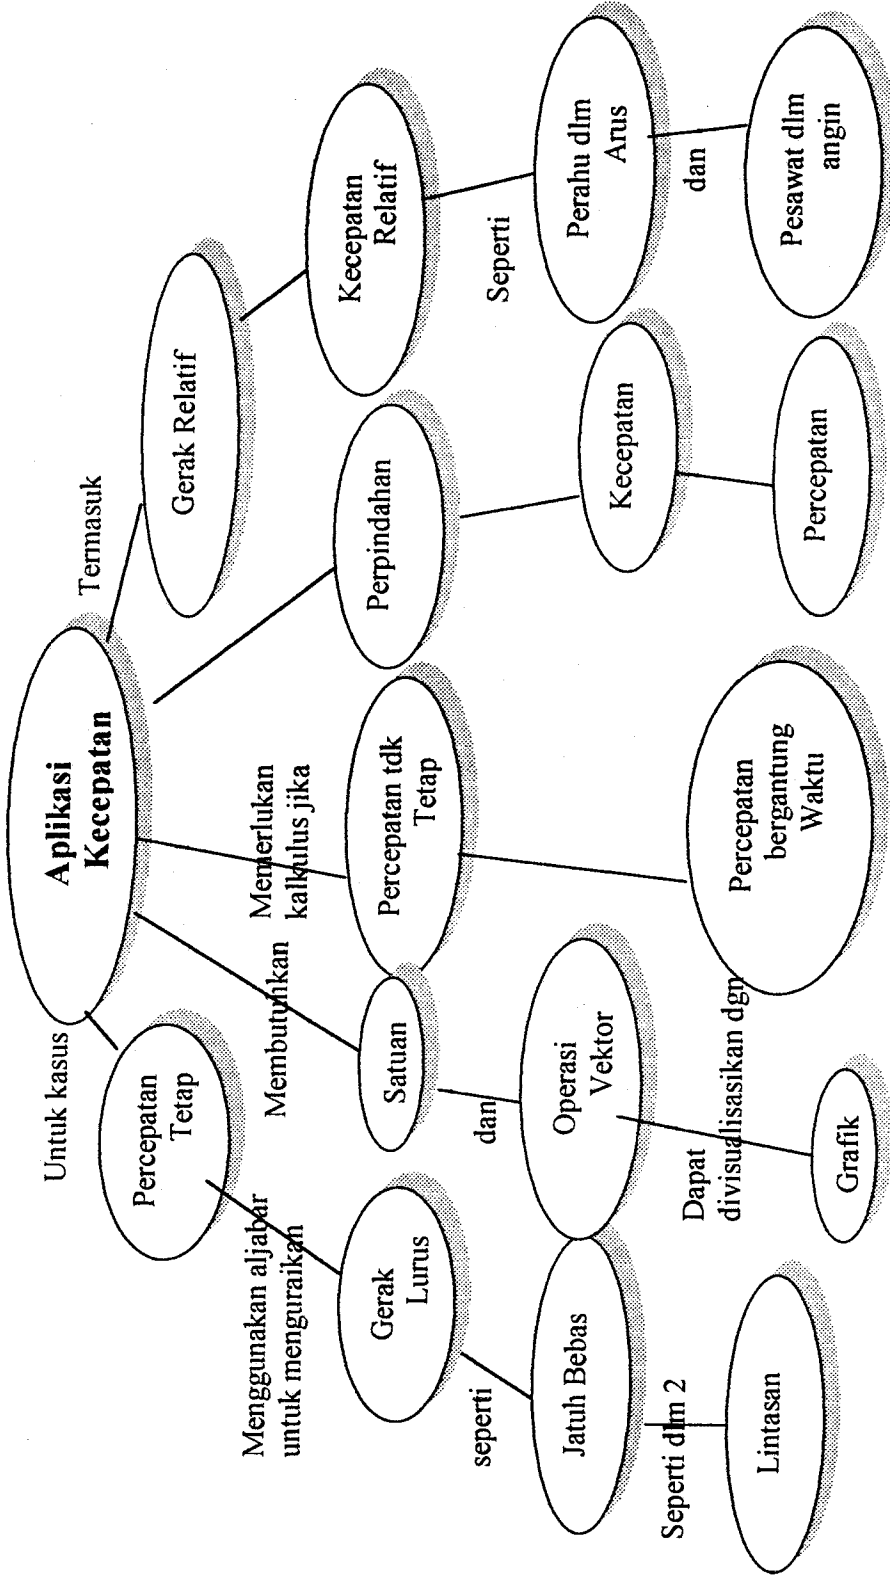 Aplikasi
Kecepatan
Untuk kasus
Percepatan
Tetap
Menggunakan aljabar
untuk menguraikan
Gerak
Lurus
seperti
Jatuh Bebas
Seperti dlm 2
Lintasan
Membutuhkan
Satuan
dan
Operasi
Vektor
Dapat
divisualisasikan dgn
Grafik
Memerlukan
kalkulus jika
Percepatan tdk
Tetap
Percepatan
bergantung
Waktu
Perpindahan
Kecepatan
Percepatan
Termasuk
Gerak Relatif
Kecepatan
Relatif
Seperti
Perahu dlm
Arus
dan
Pesawat dlm
angin